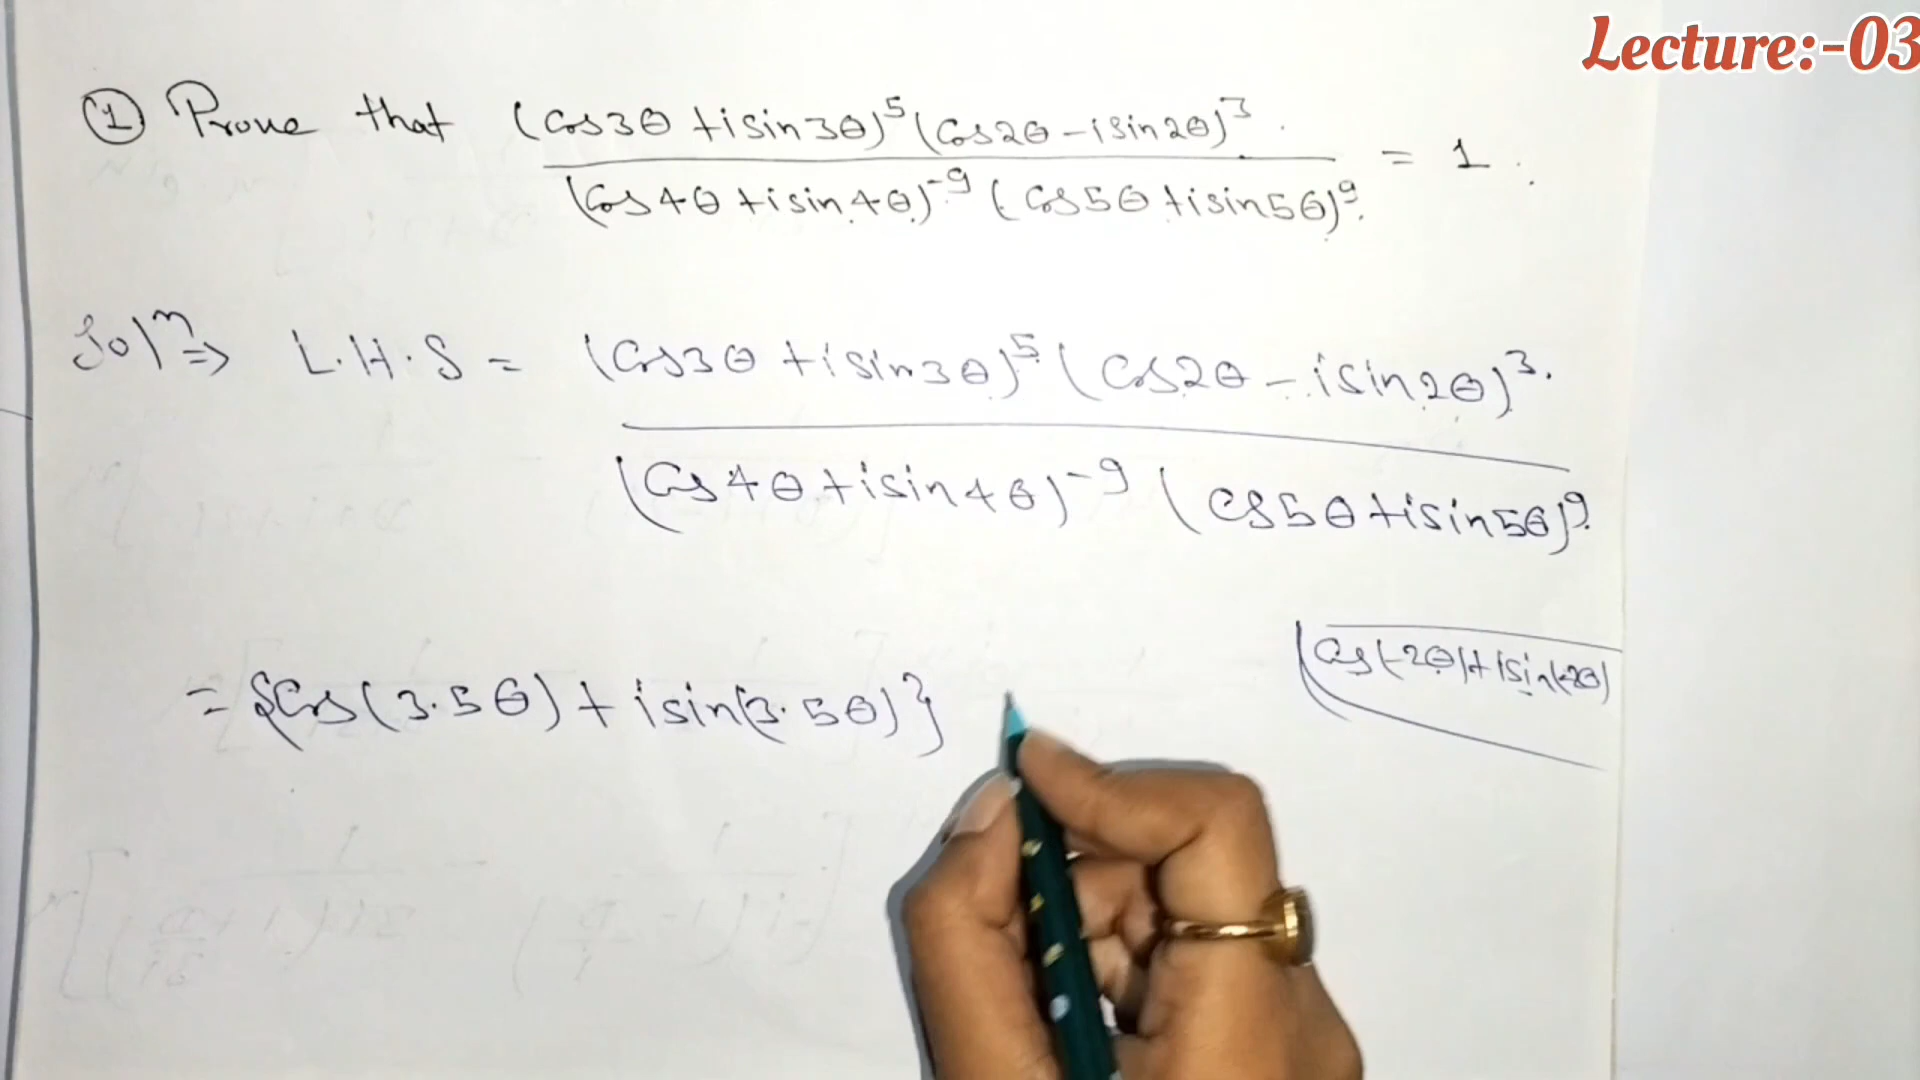 Lecture:-03
① Prove that (Cos3θ +isin3θ)⁵(Cos2θ-isin2θ)³
(Cos4θ+isin4θ)⁻⁹(Cos5θ+isin5θ)⁹ = 1.
Solⁿ⇒ L.H.S = (Cos3θ+isin3θ)⁵(Cos2θ-isin2θ)³
(Cos4θ+isin4θ)⁻⁹(Cos5θ+isin5θ)⁹
(Cos(-2θ)+isin(-2θ)
= {Cos(3.5θ)+isin(3.5θ)}